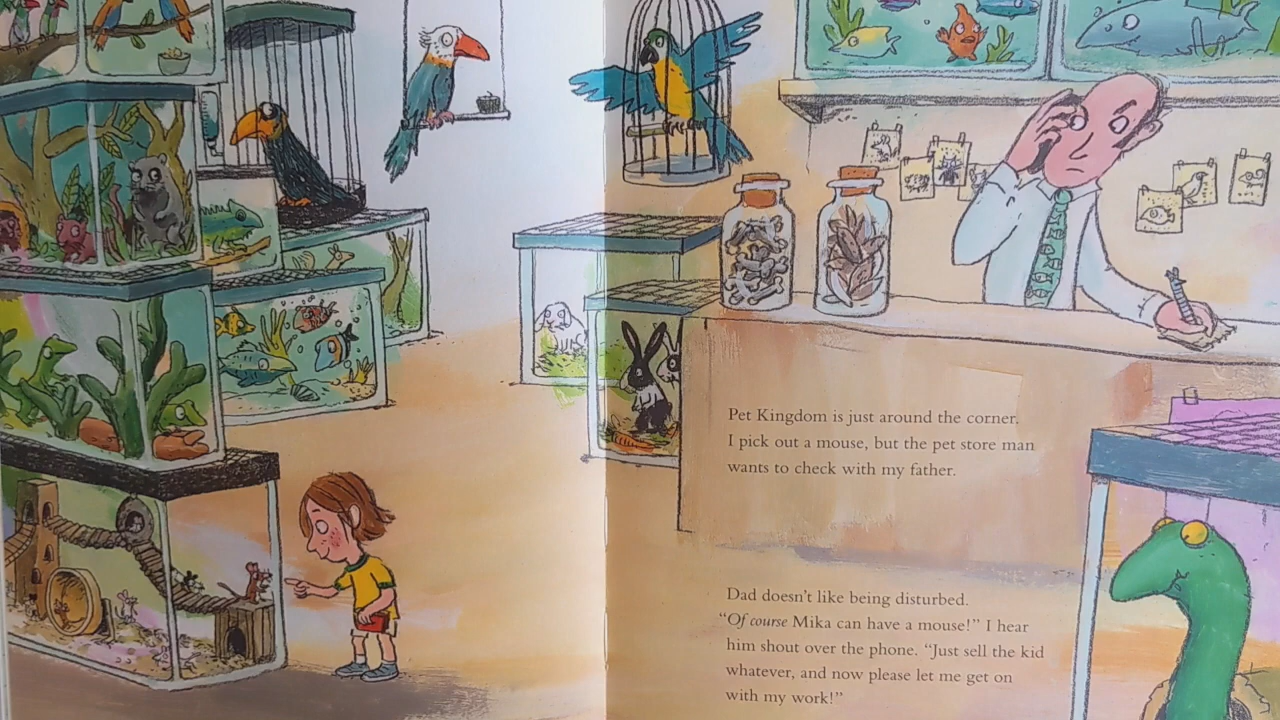 Pet Kingdom is just around the corner.
I pick out a mouse, but the pet store man
wants to check with my father.
Dad doesn't like being disturbed.
“Of course Mika can have a mouse!” I hear
him shout over the phone. “Just sell the kid
whatever, and now please let me get on
with my work!”